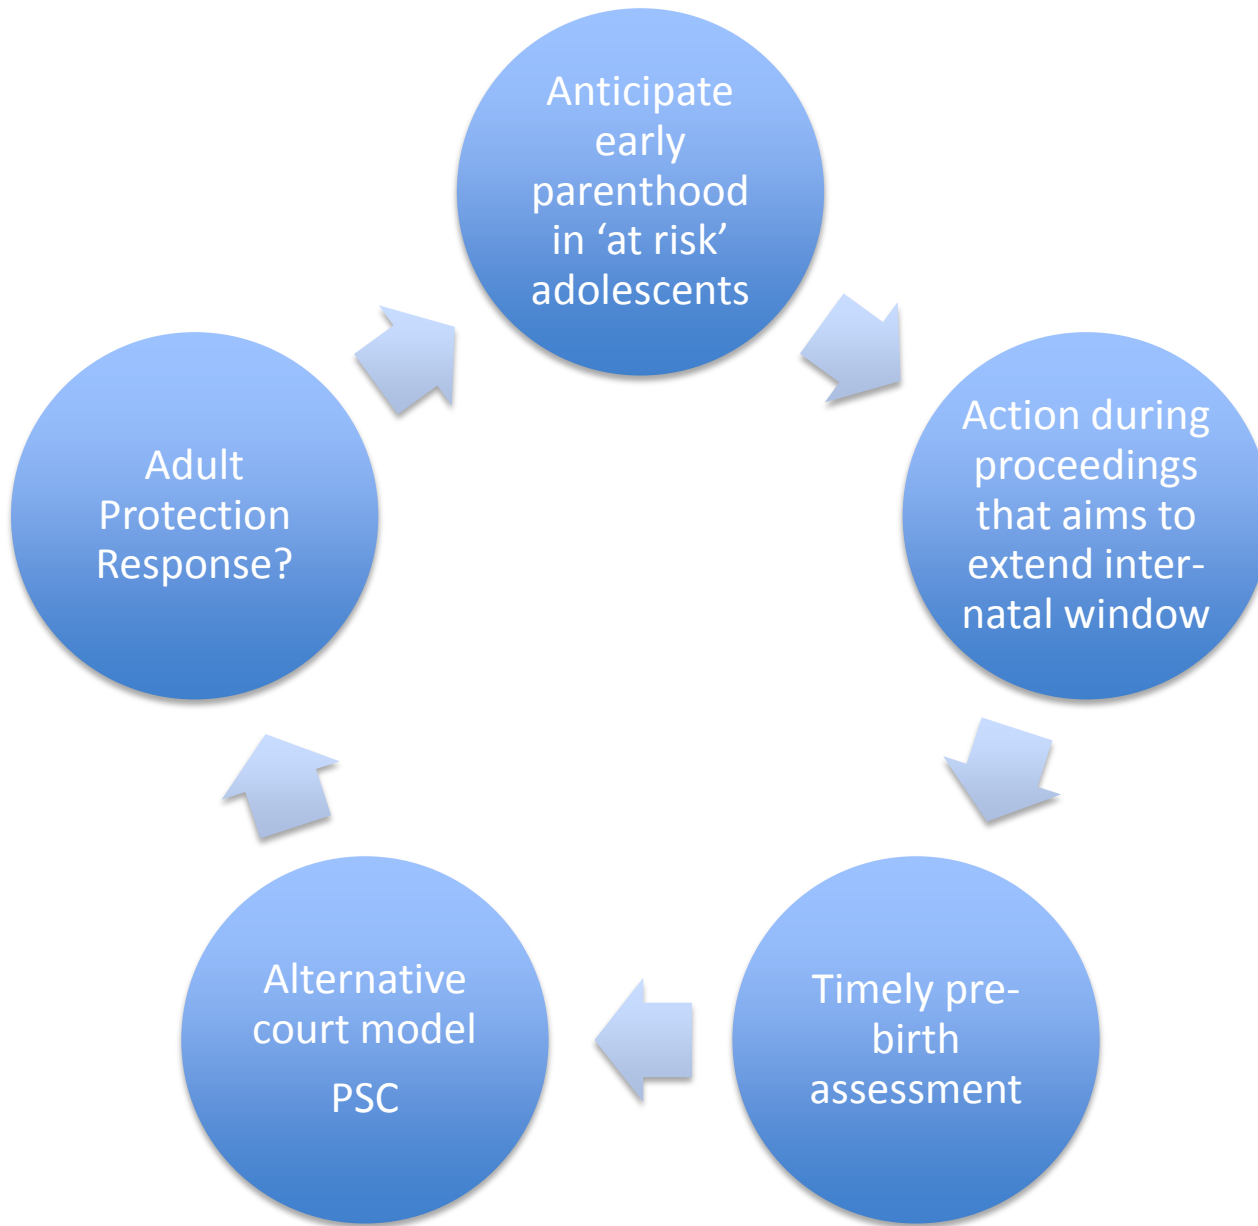 Anticipate
early
parenthood
in ‘at risk’
adolescents
Action during
proceedings
that aims to
extend inter-
natal window
Timely pre-
birth
assessment
Alternative
court model
PSC
Adult
Protection
Response?